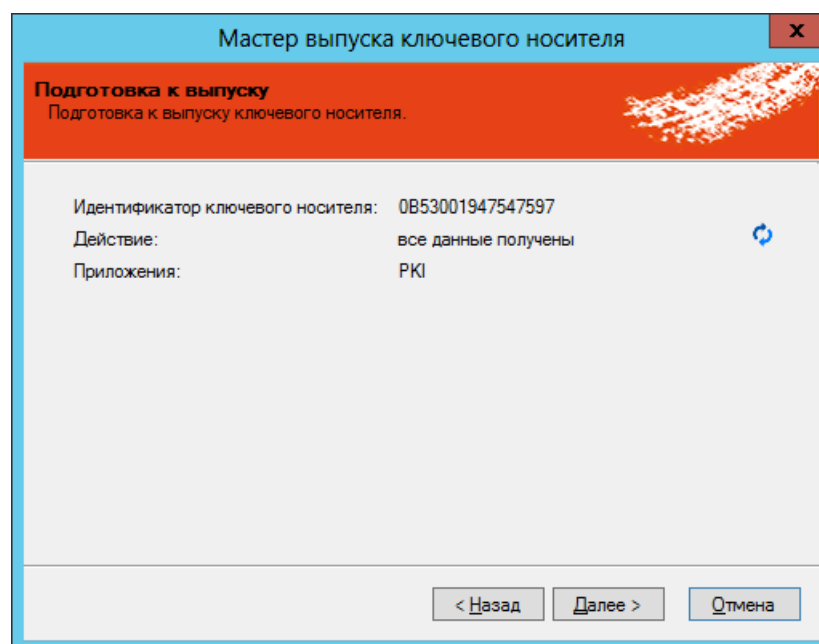 Мастер выпуска ключевого носителя
x
Подготовка к выпуску
Подготовка к выпуску ключевого носителя.
Идентификатор ключевого носителя: 0B53001947547597
Действие: все данные получены
Приложения: PKI
< Назад Далее > Отмена